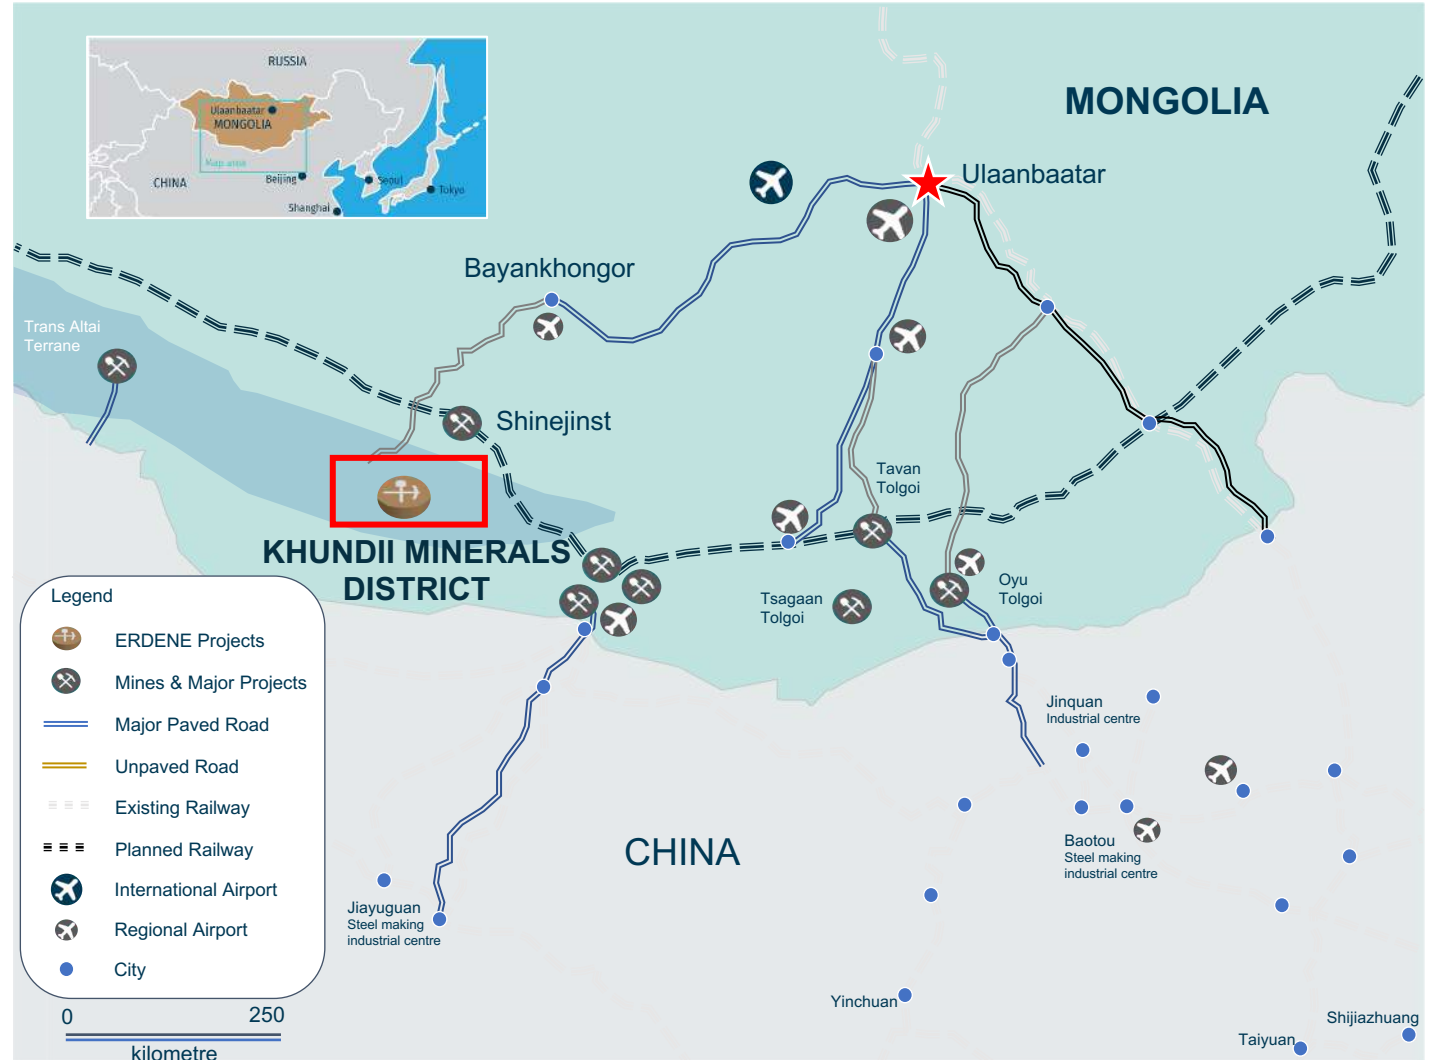 RUSSIA
Ulaanbaatar
MONGOLIA
Map area
CHINA
Beijing
Seoul
Tokyo
Shanghai
MONGOLIA
Ulaanbaatar
Bayankhongor
Trans Altai
Terrane
Shinejinst
Tavan
Tolgoi
KHUNDII MINERALS
DISTRICT
Tsagaan
Tolgoi
Oyu
Tolgoi
Legend
ERDENE Projects
Mines & Major Projects
Major Paved Road
Unpaved Road
Existing Railway
Planned Railway
International Airport
Regional Airport
City
0 250
kilometre
Jinquan
Industrial centre
CHINA
Baotou
Steel making
industrial centre
Jiayuguan
Steel making
industrial centre
Yinchuan
Shijiazhuang
Taiyuan